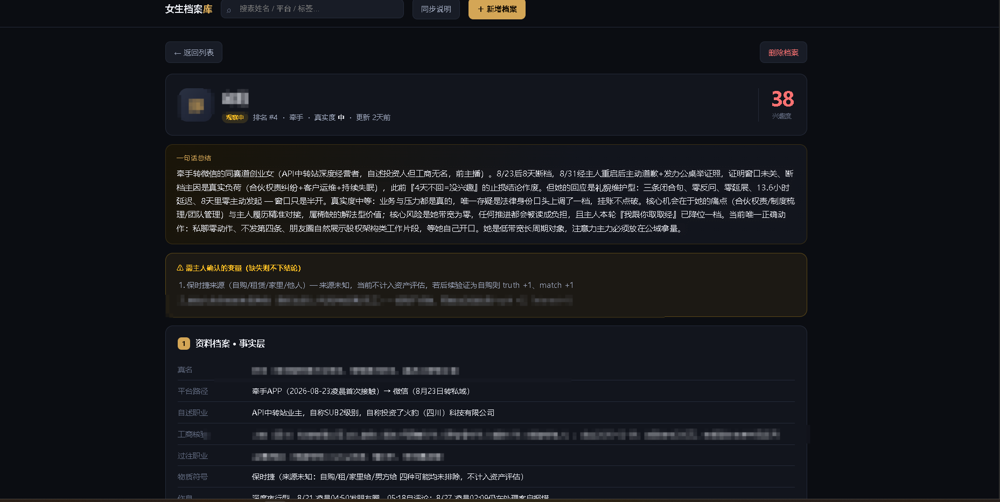 女生档案库
搜索姓名 / 平台 / 标签...
同步说明
+ 新增档案
← 返回列表
删除档案
观察中 排名 #4 · 牵手 · 真实度 中 · 更新 2天前
38
兴趣度
一句话总结
牵手转微信的同赛道创业女（API中转站深度经营者，自述投资人但工商无名，前主播）。8/23后8天断档，8/31经主人重启后主动道歉+发办公桌举证照，证明窗口未关、断
档主因是真实负荷（合伙权责纠纷+客户运维+持续失眠），此前『4天不回=没兴趣』的止损结论作废。但她的回应是礼貌维护型：三条闭合句、零反问、零延展、13.6小时
延迟、8天里零主动发起 — 窗口只是半开。真实度中等：业务与压力都是真的，唯一存疑是法律身份口头上调了一档，挂账不点破。核心机会在于她的痛点（合伙权责/制度梳
理/团队管理）与主人履历精准对接，属稀缺的解法型价值；核心风险是她带宽为零，任何推进都会被读成负担，且主人本轮『我跟你取取经』已降位一档。当前唯一正确动
作：私聊零动作、不发第四条、朋友圈自然展示股权架构类工作片段，等她自己开口。她是低带宽长周期对象，注意力主力必须放在公域拿量。
⚠ 需主人确认的变量（缺失则不下结论）
1. 保时捷来源（自购/租赁/家里/他人）— 来源未知，当前不计入资产评估，若后续验证为自购则 truth +1、match +1
1 资料档案 • 事实层
真名
平台路径 牵手APP（2026-08-23凌晨首次接触）→ 微信（8月23日转私域）
自述职业 API中转站业主，自称SUB2级别，自称投资了火豹（四川）科技有限公司
工商核验
过往职业
物质符号 保时捷（来源未知：自购/租/家里给/男方给 四种可能均未排除，不计入资产评估）
作息 深度夜行型，8/21 凌晨04:50发朋友圈、05:18自评论；8/27 凌晨02:09仍在处理客户报错